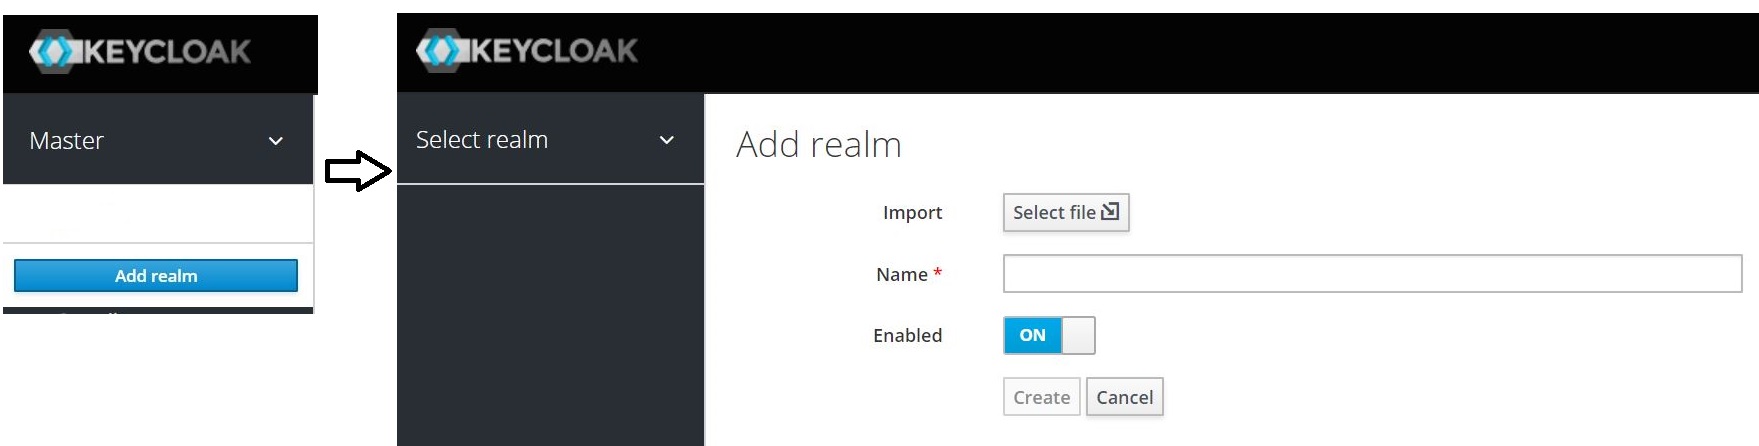 KEYCLOAK
Master
Add realm
KEYCLOAK
Select realm
Add realm
Import
Select file
Name *
Enabled
ON
Create
Cancel